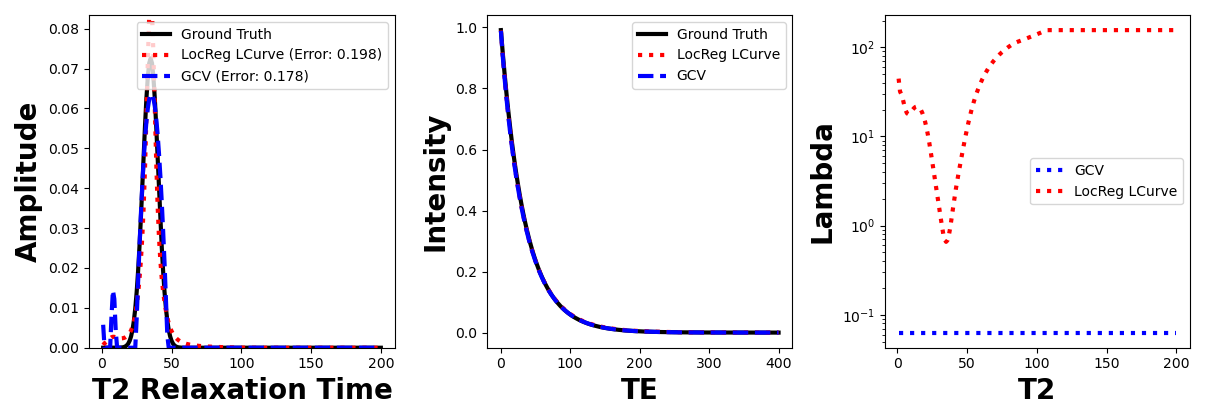 Ground Truth
LocReg LCurve (Error: 0.198)
GCV (Error: 0.178)
0.08
0.07
0.06
0.05
0.04
0.03
0.02
0.01
0.00
Amplitude
0 50 100 150 200
T2 Relaxation Time
Ground Truth
LocReg LCurve
GCV
1.0
0.8
0.6
0.4
0.2
0.0
Intensity
0 100 200 300 400
TE
GCV
LocReg LCurve
10²
10¹
10⁰
10⁻¹
Lambda
0 50 100 150 200
T2